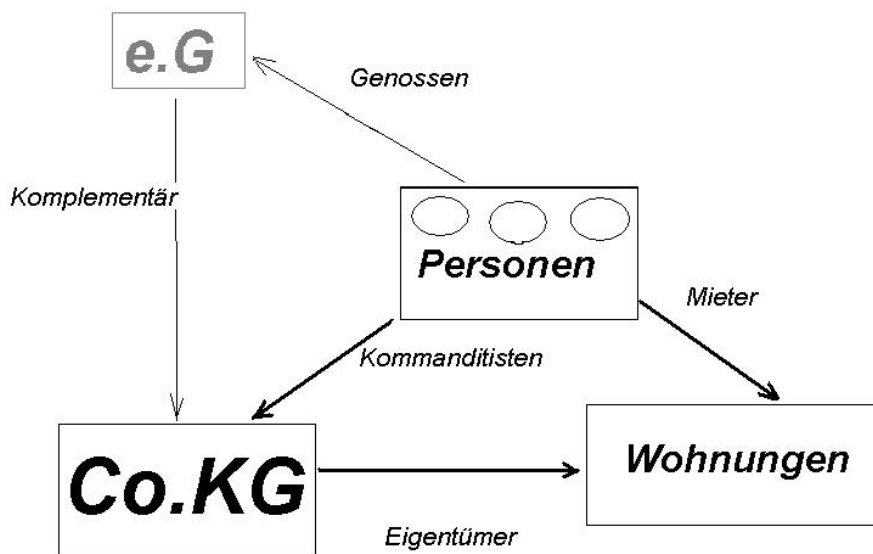 e.G
Genossen
Komplementär
Personen
Mieter
Kommanditisten
Co.KG
Wohnungen
Eigentümer